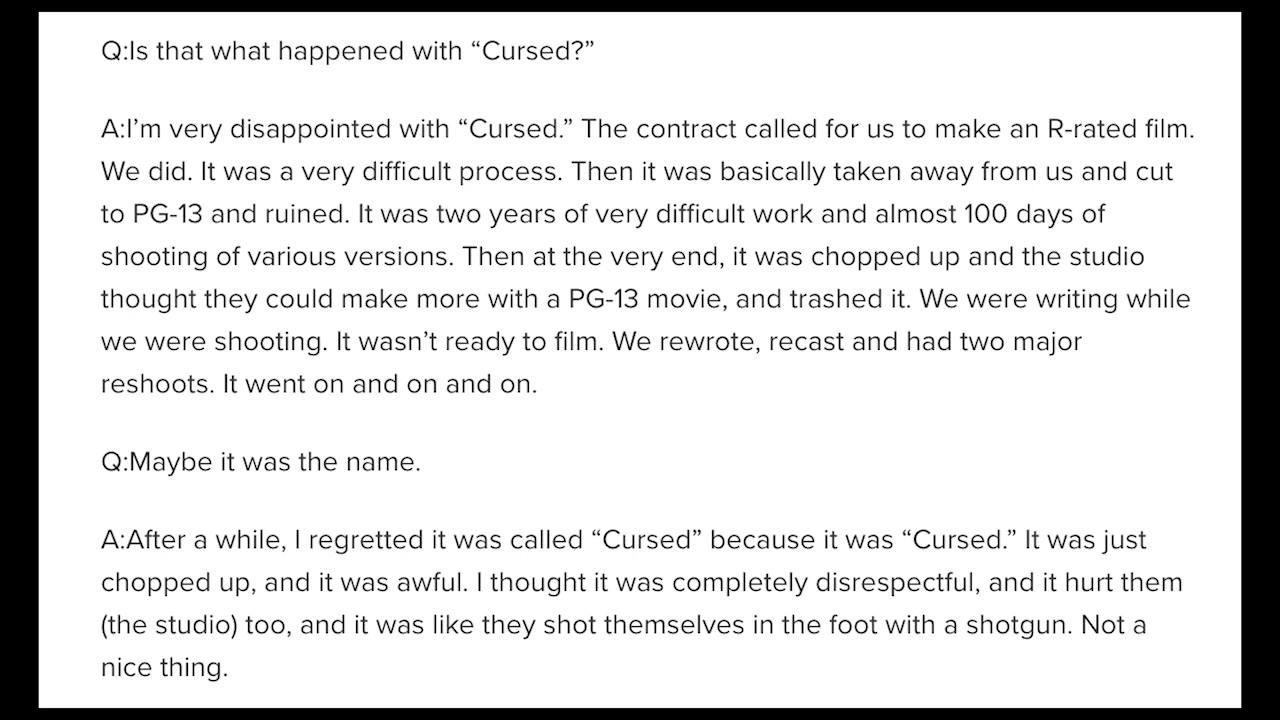 Q:Is that what happened with “Cursed?”
A:I’m very disappointed with “Cursed.” The contract called for us to make an R-rated film.
We did. It was a very difficult process. Then it was basically taken away from us and cut
to PG-13 and ruined. It was two years of very difficult work and almost 100 days of
shooting of various versions. Then at the very end, it was chopped up and the studio
thought they could make more with a PG-13 movie, and trashed it. We were writing while
we were shooting. It wasn’t ready to film. We rewrote, recast and had two major
reshoots. It went on and on and on.
Q:Maybe it was the name.
A:After a while, I regretted it was called “Cursed” because it was “Cursed.” It was just
chopped up, and it was awful. I thought it was completely disrespectful, and it hurt them
(the studio) too, and it was like they shot themselves in the foot with a shotgun. Not a
nice thing.